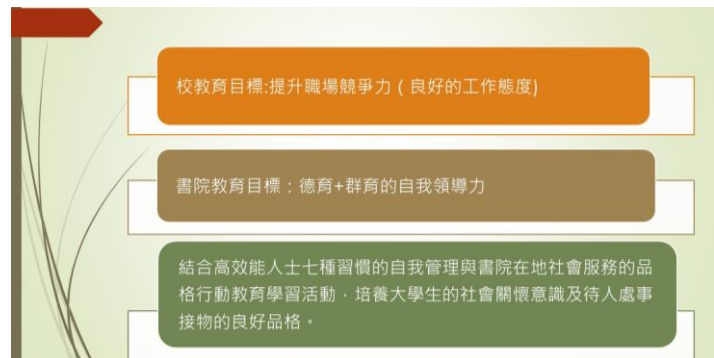 校教育目標:提升職場競爭力 ( 良好的工作態度)
書院教育目標：德育+群育的自我領導力
結合高效能人士七種習慣的自我管理與書院在地社會服務的品
格行動教育學習活動，培養大學生的社會關懷意識及待人處事
接物的良好品格。